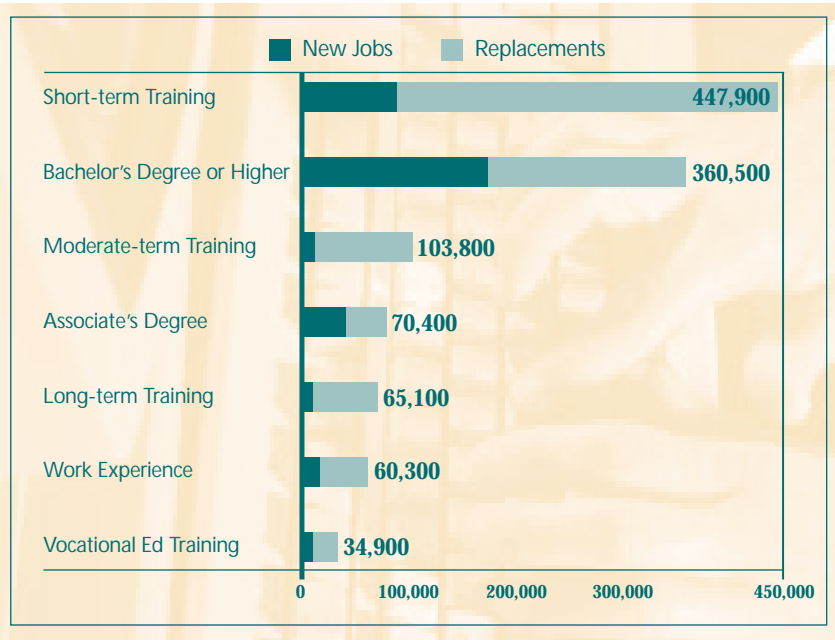 New Jobs Replacements
Short-term Training 447,900
Bachelor's Degree or Higher 360,500
Moderate-term Training 103,800
Associate's Degree 70,400
Long-term Training 65,100
Work Experience 60,300
Vocational Ed Training 34,900
0 100,000 200,000 300,000 450,000